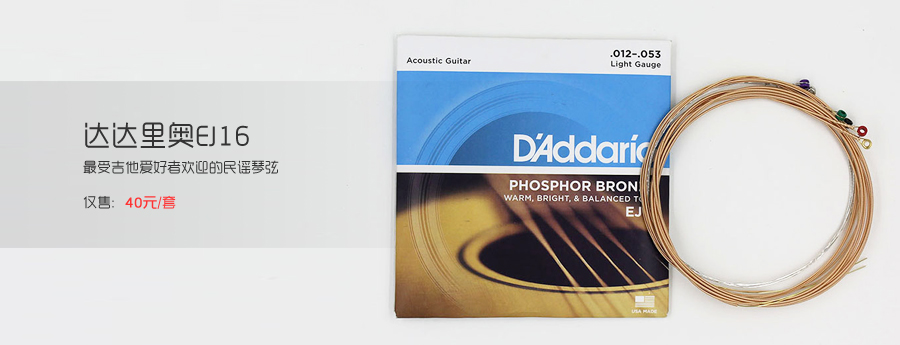 达达里奥EJ16
最受吉他爱好者欢迎的民谣琴弦
仅售：40元/套
Acoustic Guitar
.012-.053
Light Gauge
D'Addario
PHOSPHOR BRON
WARM, BRIGHT, & BALANCED TO
EJ
USA MADE